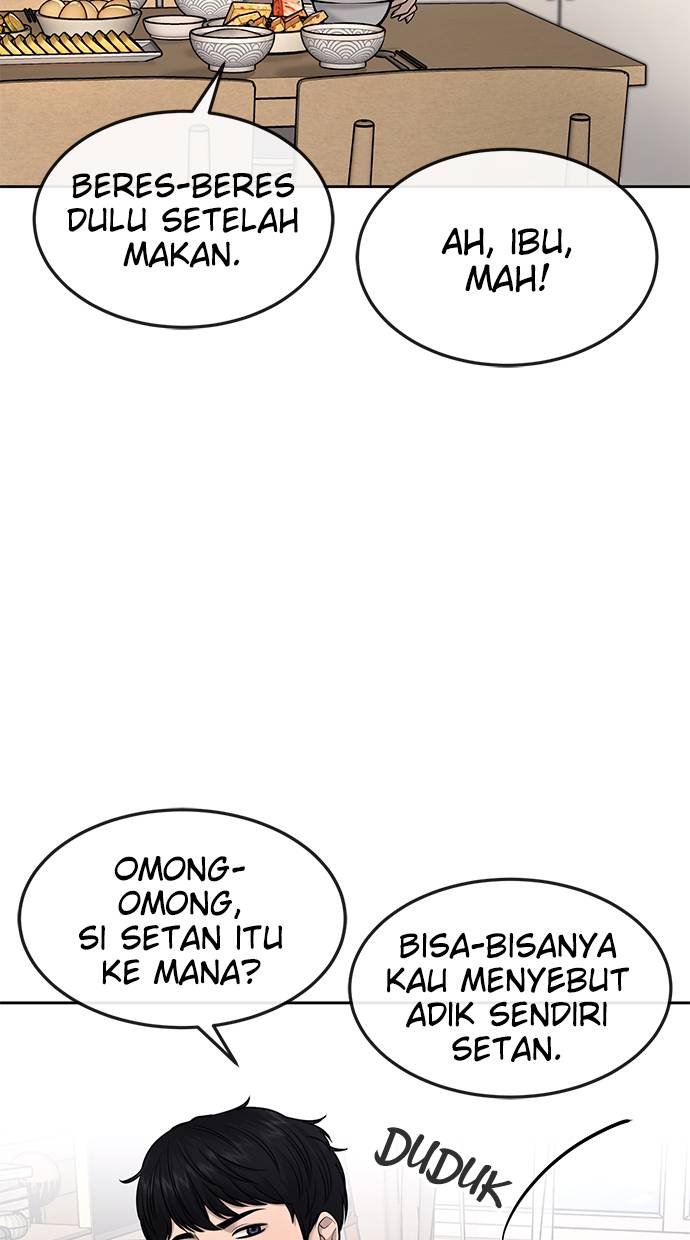 BERES-BERES
DULU SETELAH
MAKAN.
AH, IBU,
MAH!
OMONG-
OMONG,
SI SETAN ITU
KE MANA?
BISA-BISANYA
KAU MENYEBUT
ADIK SENDIRI
SETAN.
DUDUK